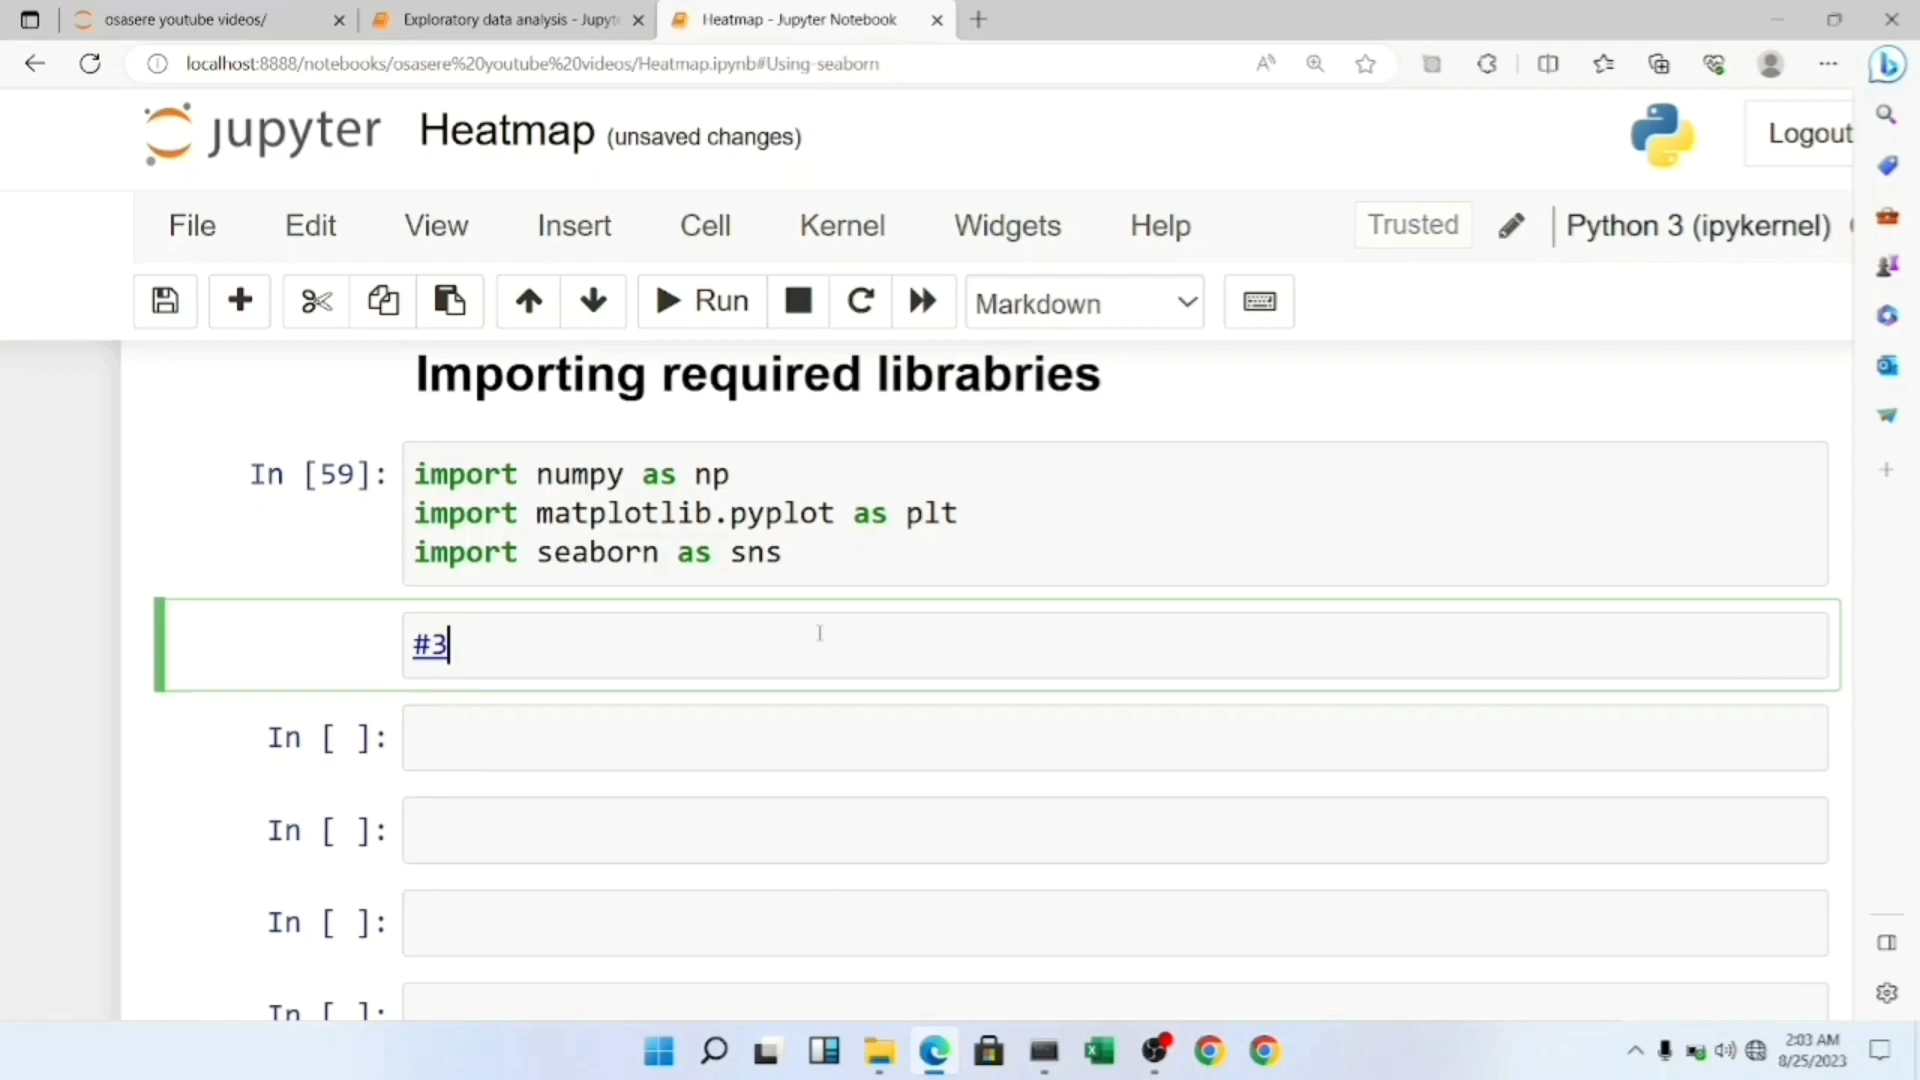 osasere youtube videos/
Exploratory data analysis - Jupyte
Heatmap - Jupyter Notebook
localhost:8888/notebooks/osasere%20youtube%20videos/Heatmap.ipynb#Using-seaborn
jupyter Heatmap (unsaved changes)
Logout
File Edit View Insert Cell Kernel Widgets Help Trusted Python 3 (ipykernel)
Run Markdown
Importing required librabries
In [59]: import numpy as np
import matplotlib.pyplot as plt
import seaborn as sns
#3
In [ ]:
In [ ]:
In [ ]:
In [ ]:
2:03 AM
8/25/2023